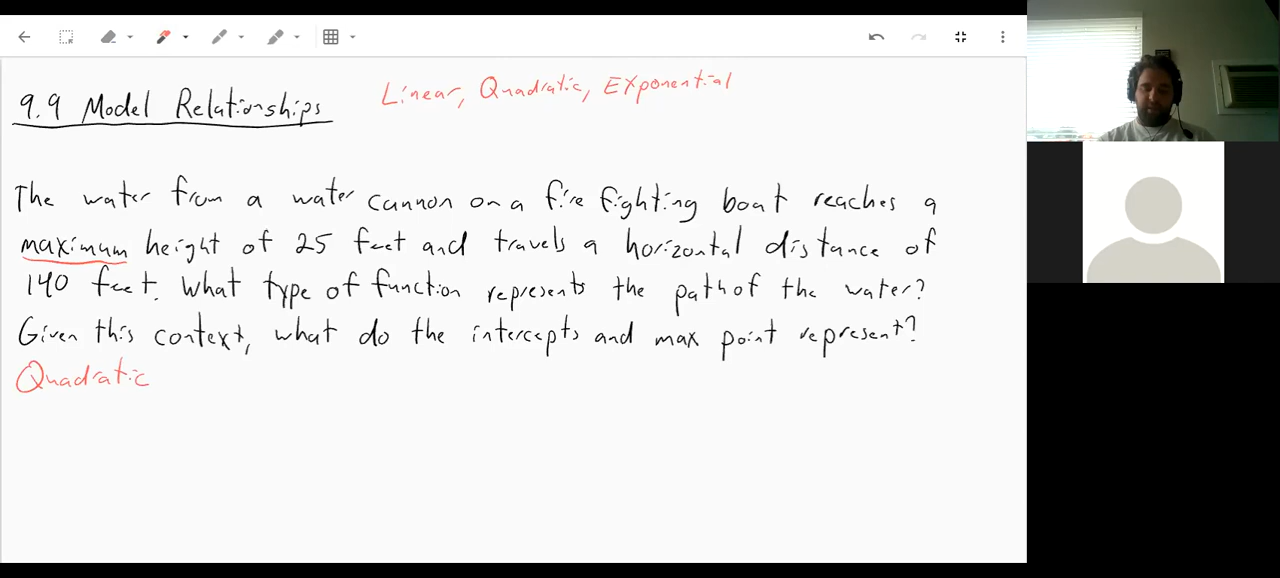 9.9 Model Relationships
Linear, Quadratic, Exponential
The water from a water cannon on a fire fighting boat reaches a
maximum height of 25 feet and travels a horizontal distance of
140 feet. What type of function represents the path of the water?
Given this context, what do the intercepts and max point represent?
Quadratic